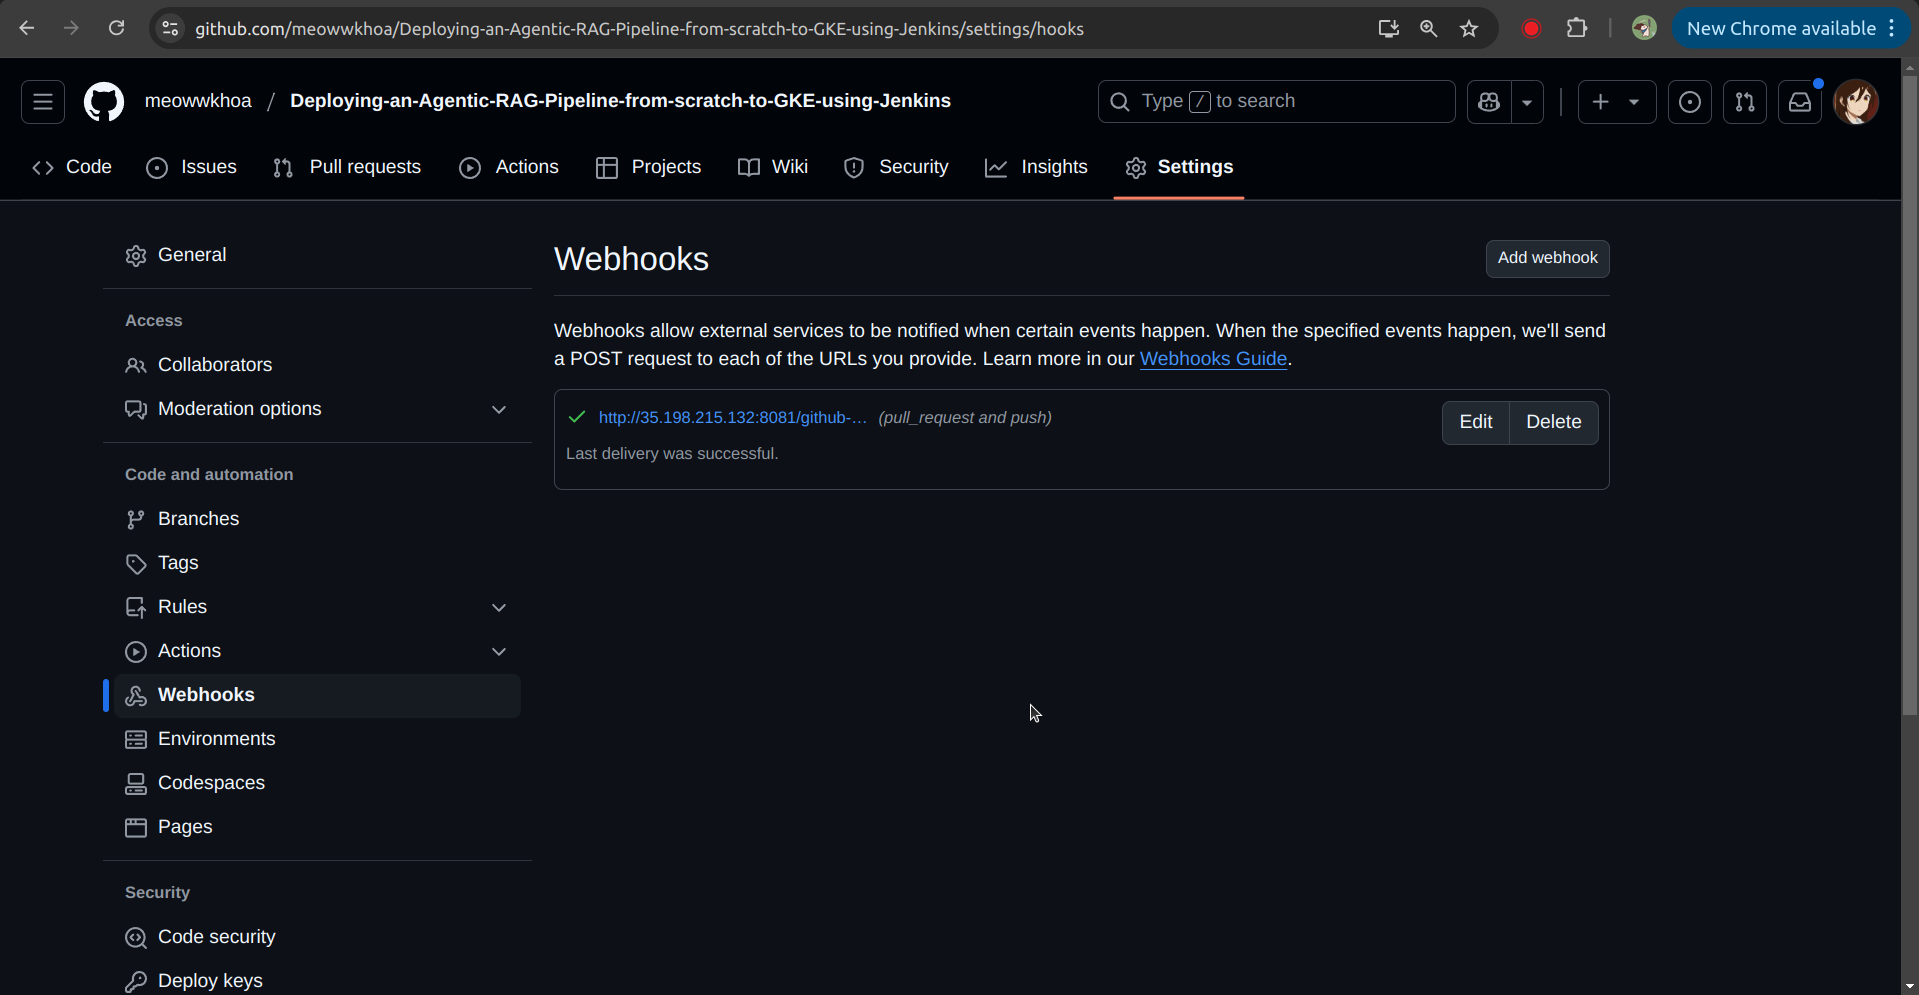 github.com/meowwkhoa/Deploying-an-Agentic-RAG-Pipeline-from-scratch-to-GKE-using-Jenkins/settings/hooks
New Chrome available
meowwkhoa / Deploying-an-Agentic-RAG-Pipeline-from-scratch-to-GKE-using-Jenkins
Type / to search
Code Issues Pull requests Actions Projects Wiki Security Insights Settings
General
Access
Collaborators
Moderation options
Code and automation
Branches
Tags
Rules
Actions
Webhooks
Environments
Codespaces
Pages
Security
Code security
Deploy keys
Webhooks
Add webhook
Webhooks allow external services to be notified when certain events happen. When the specified events happen, we'll send
a POST request to each of the URLs you provide. Learn more in our Webhooks Guide.
http://35.198.215.132:8081/github-… (pull_request and push)
Edit Delete
Last delivery was successful.